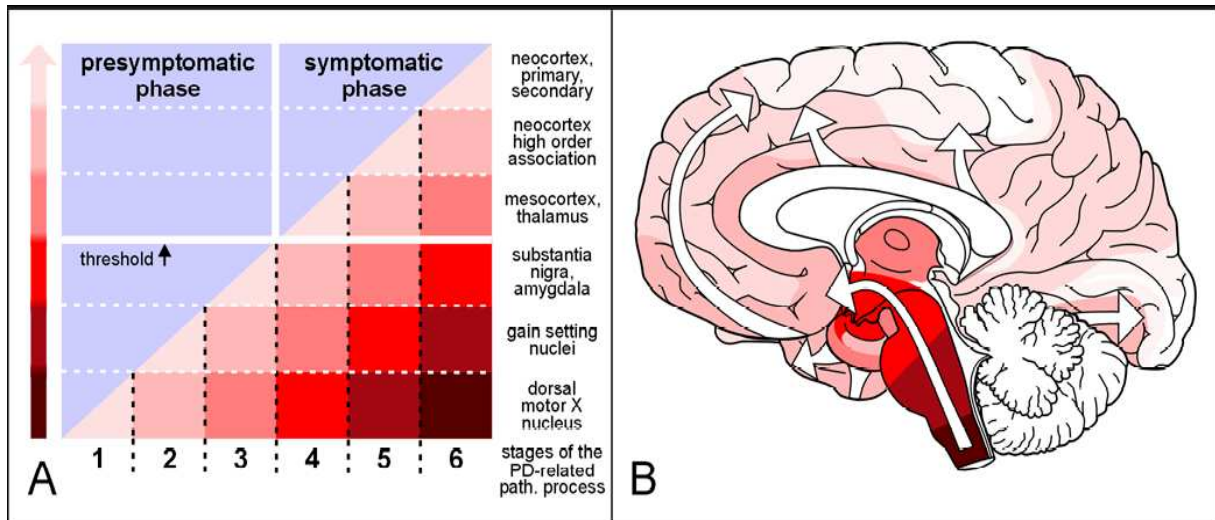 presymptomatic
phase
symptomatic
phase
neocortex,
primary,
secondary
neocortex
high order
association
mesocortex,
thalamus
threshold
substantia
nigra,
amygdala
gain setting
nuclei
dorsal
motor X
nucleus
1 2 3 4 5 6
stages of the
PD-related
path. process
A
B